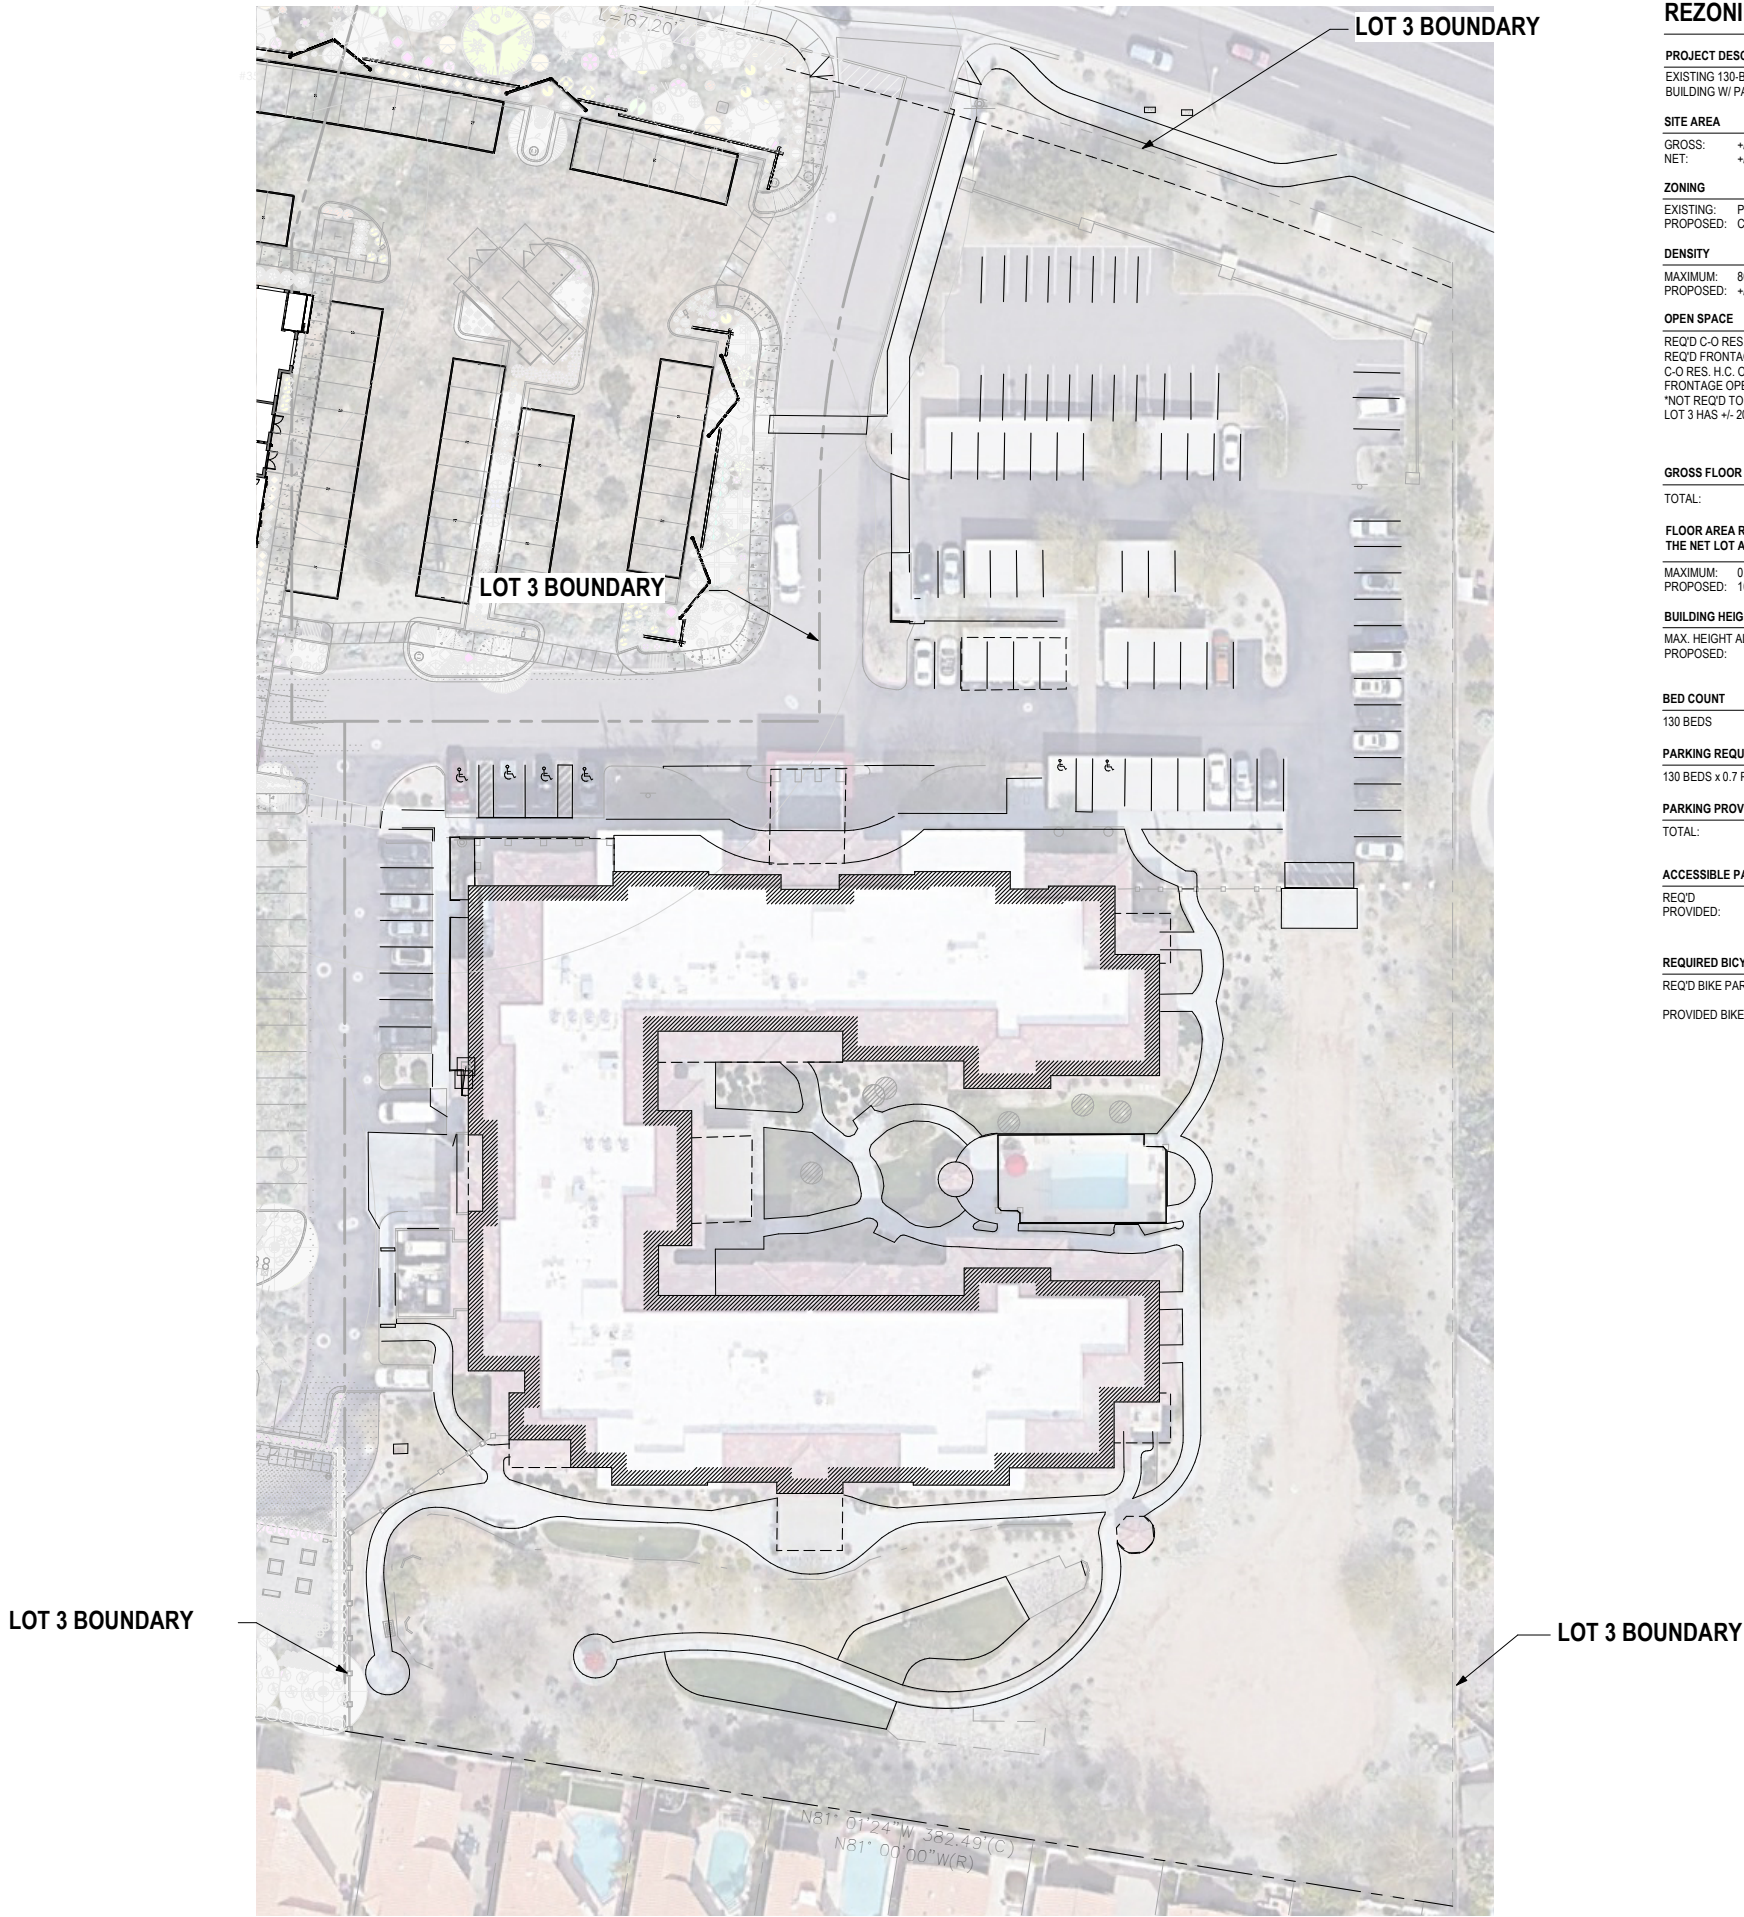 LOT 3 BOUNDARY
L=187.20'
LOT 3 BOUNDARY
LOT 3 BOUNDARY
LOT 3 BOUNDARY
N81° 01'24"W 382.49'(C)
N81° 00'00"W(R)
REZONI
PROJECT DESC
EXISTING 130-B
BUILDING W/ PA
SITE AREA
GROSS: +/
NET: +/
ZONING
EXISTING: P
PROPOSED: C
DENSITY
MAXIMUM: 8
PROPOSED: +/
OPEN SPACE
REQ'D C-O RES
REQ'D FRONTAG
C-O RES. H.C. O
FRONTAGE OPE
*NOT REQ'D TO
LOT 3 HAS +/- 20
GROSS FLOOR
TOTAL:
FLOOR AREA R
THE NET LOT A
MAXIMUM: 0
PROPOSED: 1
BUILDING HEIG
MAX. HEIGHT A
PROPOSED:
BED COUNT
130 BEDS
PARKING REQU
130 BEDS x 0.7 P
PARKING PROV
TOTAL:
ACCESSIBLE PA
REQ'D
PROVIDED:
REQUIRED BICY
REQ'D BIKE PAR
PROVIDED BIKE